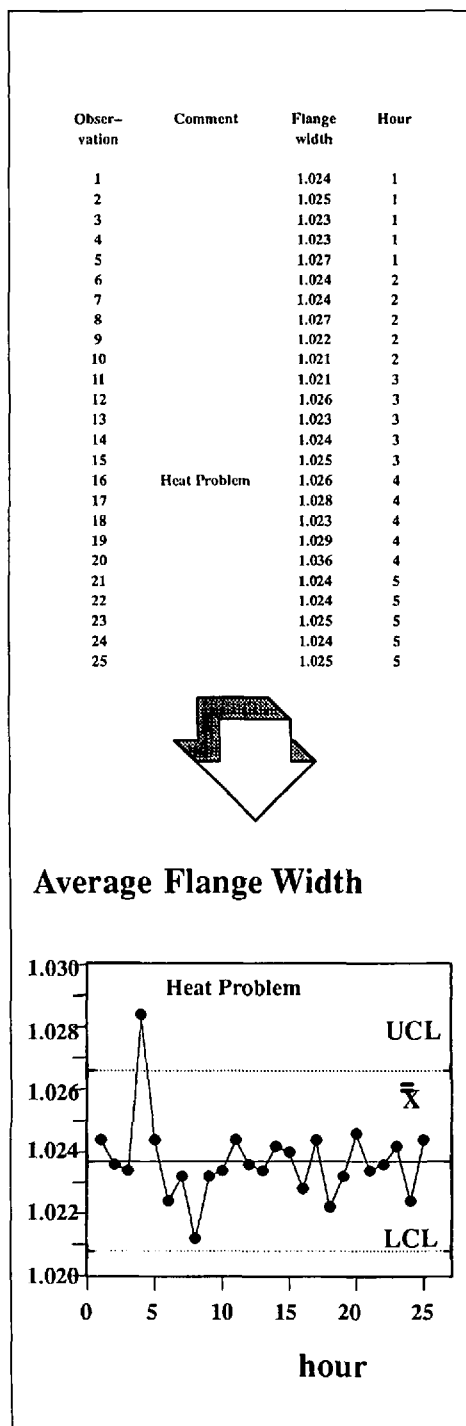 Obser– Comment Flange Hour
vation width
1 1.024 1
2 1.025 1
3 1.023 1
4 1.023 1
5 1.027 1
6 1.024 2
7 1.024 2
8 1.027 2
9 1.022 2
10 1.021 2
11 1.021 3
12 1.026 3
13 1.023 3
14 1.024 3
15 1.025 3
16 Heat Problem 1.026 4
17 1.028 4
18 1.023 4
19 1.029 4
20 1.036 4
21 1.024 5
22 1.024 5
23 1.025 5
24 1.024 5
25 1.025 5
Average Flange Width
1.030
Heat Problem
1.028
UCL
1.026
X̿
1.024
1.022
LCL
1.020
0 5 10 15 20 25
hour